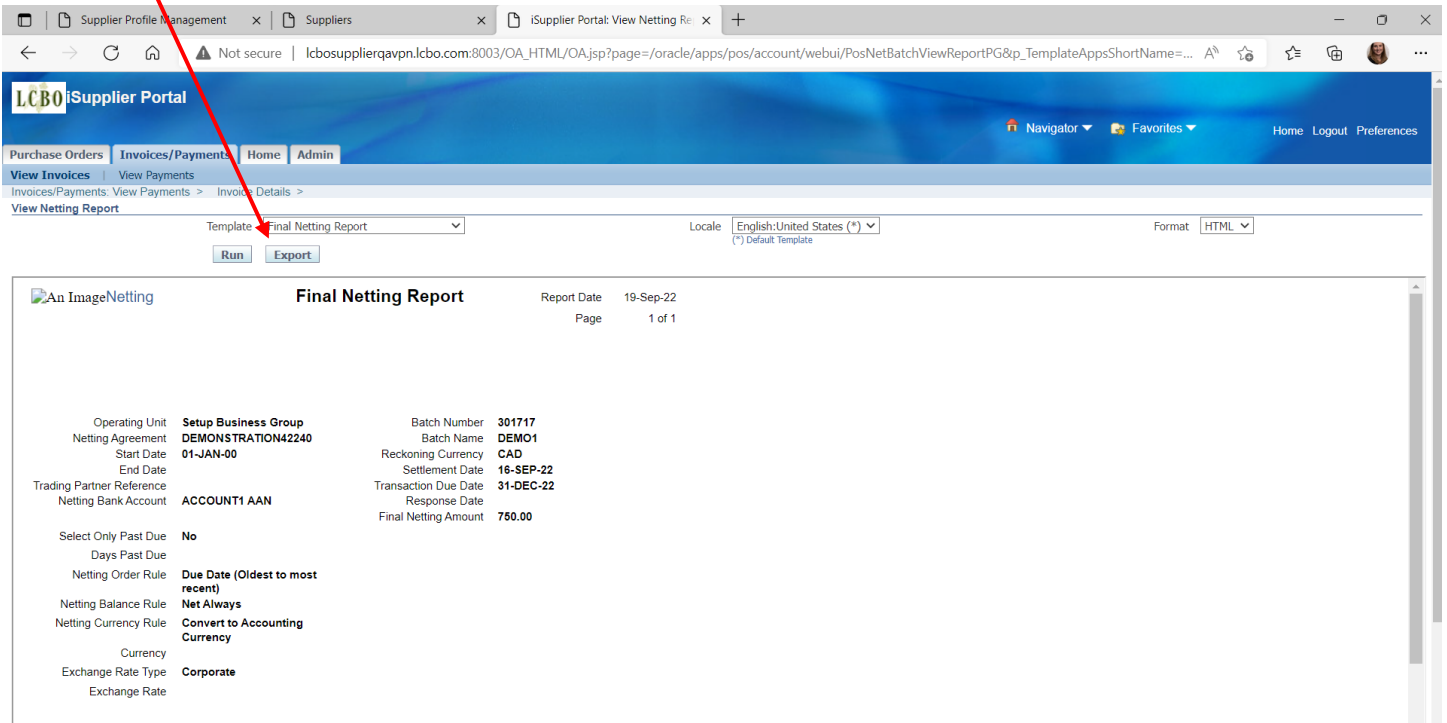 Supplier Profile Management
Suppliers
iSupplier Portal: View Netting Re
Not secure | lcbosupplierqavpn.lcbo.com:8003/OA_HTML/OA.jsp?page=/oracle/apps/pos/account/webui/PosNetBatchViewReportPG&p_TemplateAppsShortName=...
LCBO iSupplier Portal
Navigator Favorites Home Logout Preferences
Purchase Orders Invoices/Payments Home Admin
View Invoices | View Payments
Invoices/Payments: View Payments > Invoice Details >
View Netting Report
Template Final Netting Report Locale English:United States (*) Format HTML
(*) Default Template
Run Export
An Image Netting Final Netting Report Report Date 19-Sep-22
Page 1 of 1
Operating Unit Setup Business Group Batch Number 301717
Netting Agreement DEMONSTRATION42240 Batch Name DEMO1
Start Date 01-JAN-00 Reckoning Currency CAD
End Date Settlement Date 16-SEP-22
Trading Partner Reference Transaction Due Date 31-DEC-22
Netting Bank Account ACCOUNT1 AAN Response Date
Final Netting Amount 750.00
Select Only Past Due No
Days Past Due
Netting Order Rule Due Date (Oldest to most
recent)
Netting Balance Rule Net Always
Netting Currency Rule Convert to Accounting
Currency
Currency
Exchange Rate Type Corporate
Exchange Rate